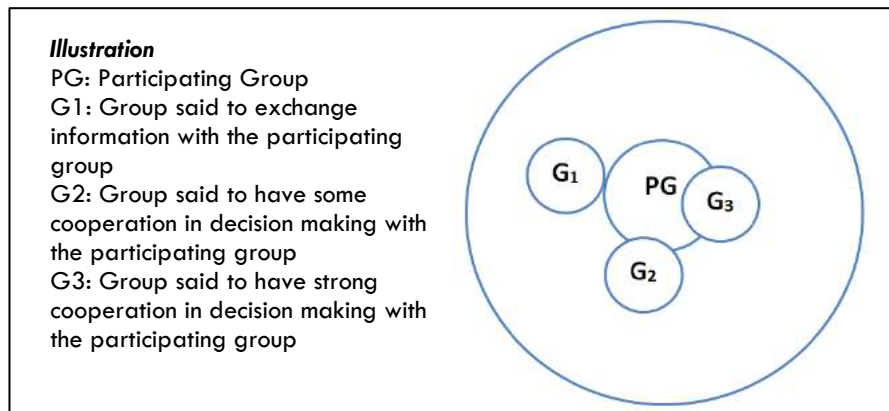 Illustration
PG: Participating Group
G1: Group said to exchange
information with the participating
group
G2: Group said to have some
cooperation in decision making with
the participating group
G3: Group said to have strong
cooperation in decision making with
the participating group
G₁
PG
G₃
G₂